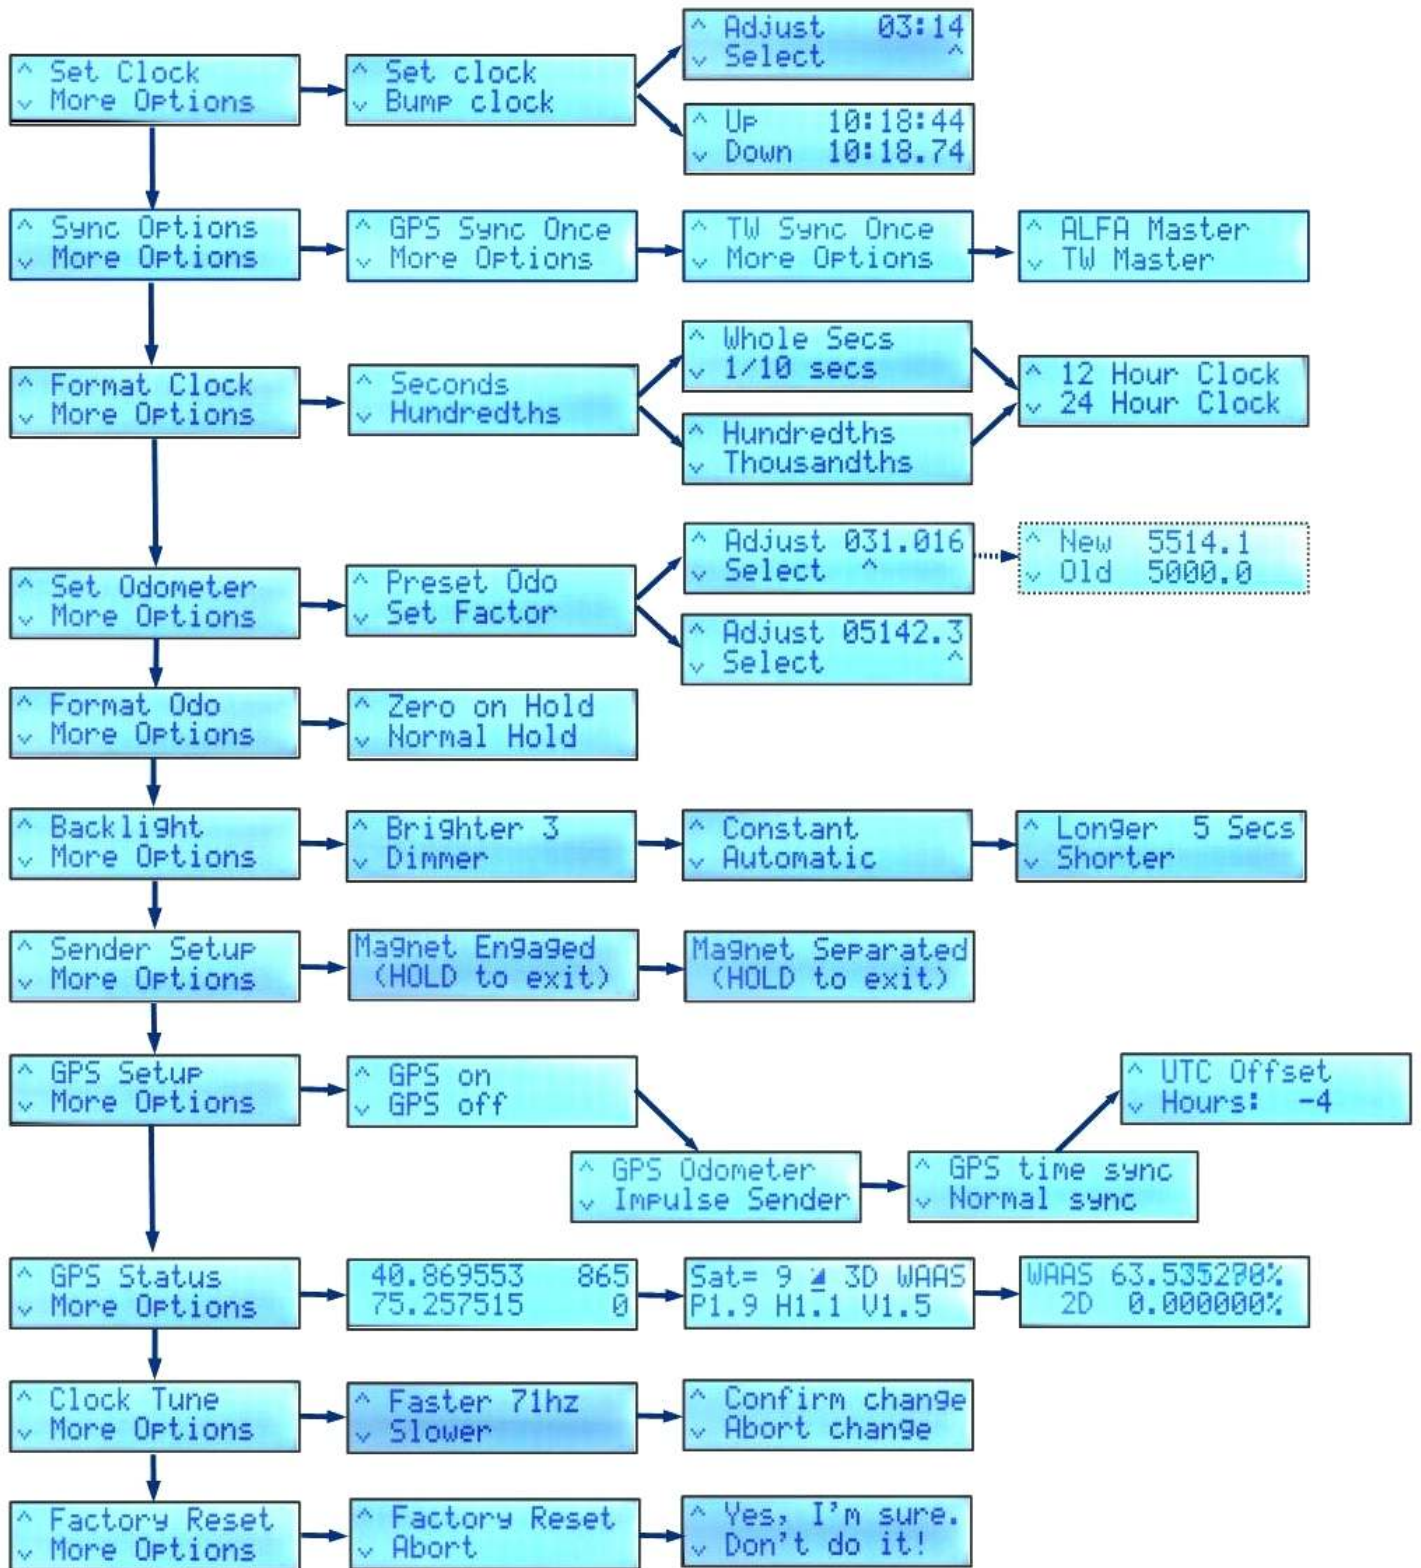 ^ Adjust 03:14
v Select ^
^ Set Clock
v More Options
^ Set clock
v Bump clock
^ Up 10:18:44
v Down 10:18.74
^ Sync Options
v More Options
^ GPS Sync Once
v More Options
^ TW Sync Once
v More Options
^ ALFA Master
v TW Master
^ Format Clock
v More Options
^ Seconds
v Hundredths
^ Whole Secs
v 1/10 secs
^ Hundredths
v Thousandths
^ 12 Hour Clock
v 24 Hour Clock
^ Set Odometer
v More Options
^ Preset Odo
v Set Factor
^ Adjust 031.016
v Select ^
^ New 5514.1
v Old 5000.0
^ Adjust 05142.3
v Select ^
^ Format Odo
v More Options
^ Zero on Hold
v Normal Hold
^ Backlight
v More Options
^ Brighter 3
v Dimmer
^ Constant
v Automatic
^ Longer 5 Secs
v Shorter
^ Sender Setup
v More Options
Magnet Engaged
(HOLD to exit)
Magnet Separated
(HOLD to exit)
^ GPS Setup
v More Options
^ GPS on
v GPS off
^ GPS Odometer
v Impulse Sender
^ GPS time sync
v Normal sync
^ UTC Offset
v Hours: -4
^ GPS Status
v More Options
40.869553 865
75.257515 0
Sat= 9 3D WAAS
P1.9 H1.1 V1.5
WAAS
2D 0.000000%
^ Clock Tune
v More Options
^ Faster 71hz
v Slower
^ Confirm change
v Abort change
^ Factory Reset
v More Options
^ Factory Reset
v Abort
^ Yes, I'm sure.
v Don't do it!